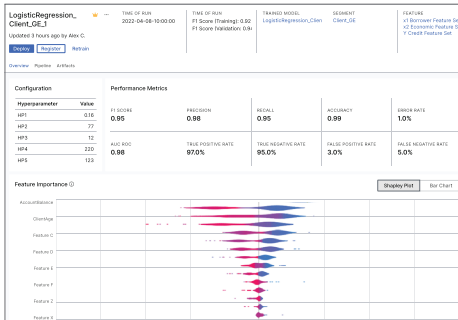 LogisticRegression_
Client_GE_1
Updated 3 hours ago by Alex C.
Deploy Register Retrain
Overview Pipeline Artifacts
TIME OF RUN
2022-04-08-10:00:00
TIME OF RUN
F1 Score (Training): 0.92
F1 Score (Validation: 0.9
TRAINED MODEL
LogisticRegression_Clien
SEGMENT
Client_GE
FEATURE
x1 Borrower Feature Se
x2 Economic Feature S
Y Credit Feature Set
Configuration
Hyperparameter Value
HP1 0.16
HP2 77
HP3 12
HP4 220
HP5 123
Performance Metrics
F1 SCORE PRECISION RECALL ACCURACY ERROR RATE
0.95 0.98 0.95 0.99 1.0%
AUC ROC TRUE POSITIVE RATE TRUE NEGATIVE RATE FALSE POSITIVE RATE FALSE NEGATIVE RATE
0.98 97.0% 95.0% 3.0% 5.0%
Feature Importance
Shapley Plot Bar Chart
AccountBalance
ClientAge
Feature C
Feature D
Feature E
Feature F
Feature 2